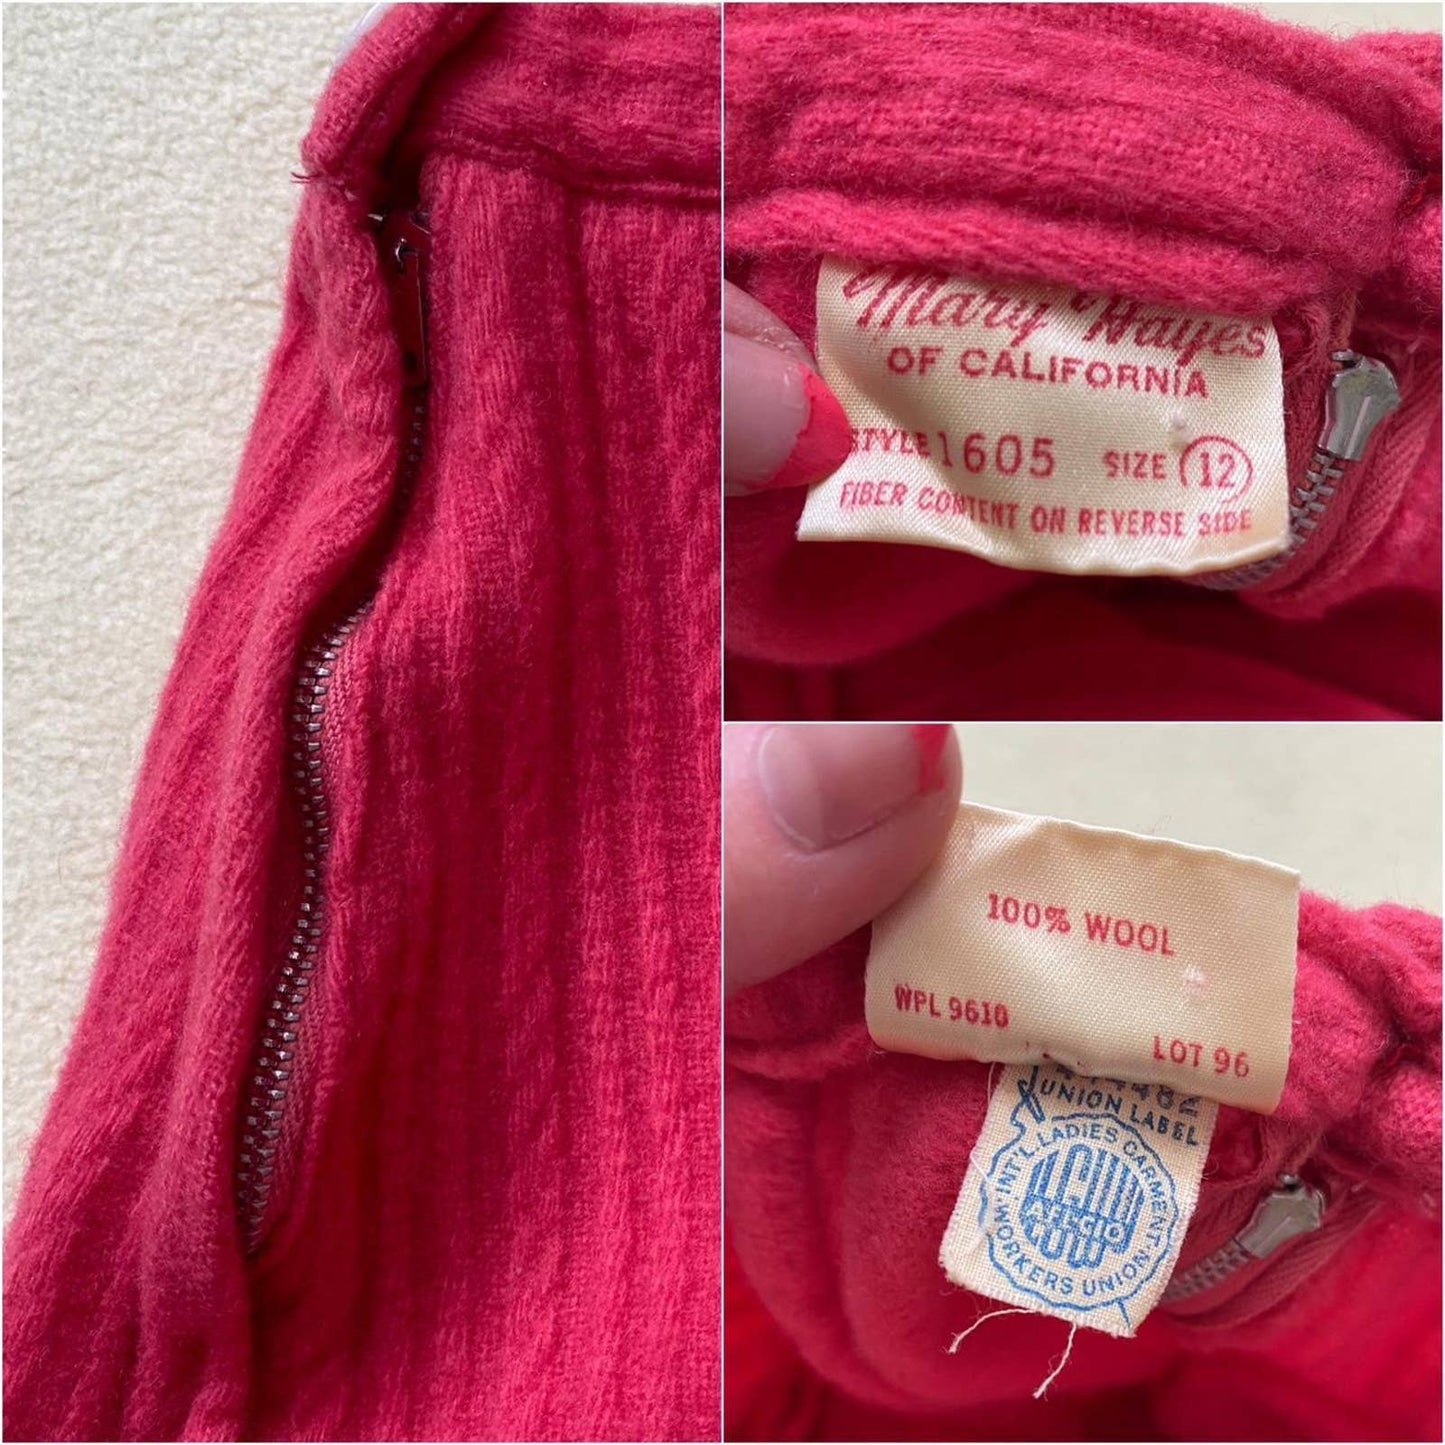 Mary Hayes
OF CALIFORNIA
STYLE 1605 SIZE 12
FIBER CONTENT ON REVERSE SIDE
100% WOOL
WPL 9610
LOT 96
UNION LABEL
INT'L LADIES GARMENT WORKERS UNION
AFL CIO
ILGWU